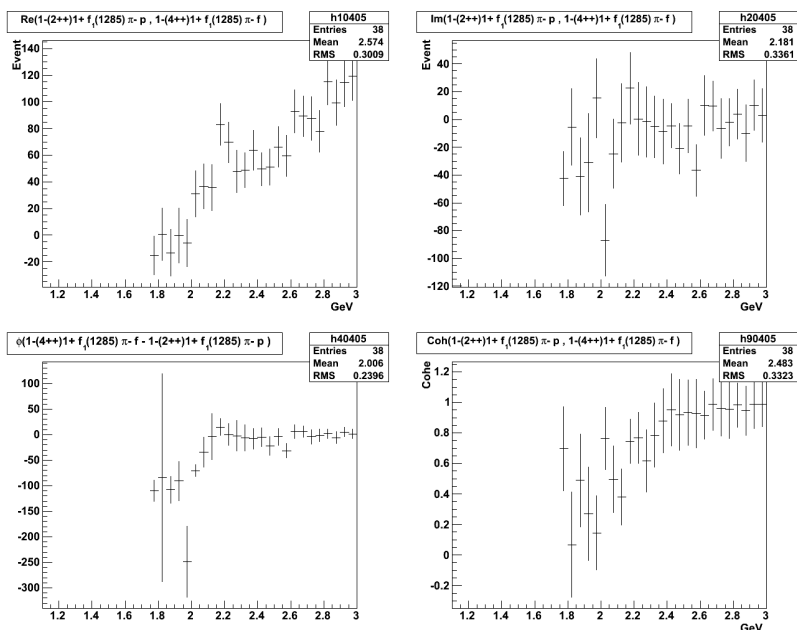 Re(1-(2++)1+ f1(1285) π- p , 1-(4++)1+ f1(1285) π- f )
h10405
Entries 38
Mean 2.574
RMS 0.3009
Event
140
120
100
80
60
40
20
0
-20
1.2 1.4 1.6 1.8 2 2.2 2.4 2.6 2.8 3
GeV
Im(1-(2++)1+ f1(1285) π- p , 1-(4++)1+ f1(1285) π- f )
h20405
Entries 38
Mean 2.181
RMS 0.3361
Event
40
20
0
-20
-40
-60
-80
-100
-120
1.2 1.4 1.6 1.8 2 2.2 2.4 2.6 2.8 3
GeV
ϕ(1-(4++)1+ f1(1285) π- f - 1-(2++)1+ f1(1285) π- p )
h40405
Entries 38
Mean 2.006
RMS 0.2396
100
50
0
-50
-100
-150
-200
-250
-300
1.2 1.4 1.6 1.8 2 2.2 2.4 2.6 2.8 3
Coh(1-(2++)1+ f1(1285) π- p , 1-(4++)1+ f1(1285) π- f )
h90405
Entries 38
Mean 2.483
RMS 0.3323
Cohe
1.2
1
0.8
0.6
0.4
0.2
0
-0.2
1.2 1.4 1.6 1.8 2 2.2 2.4 2.6 2.8 3
GeV